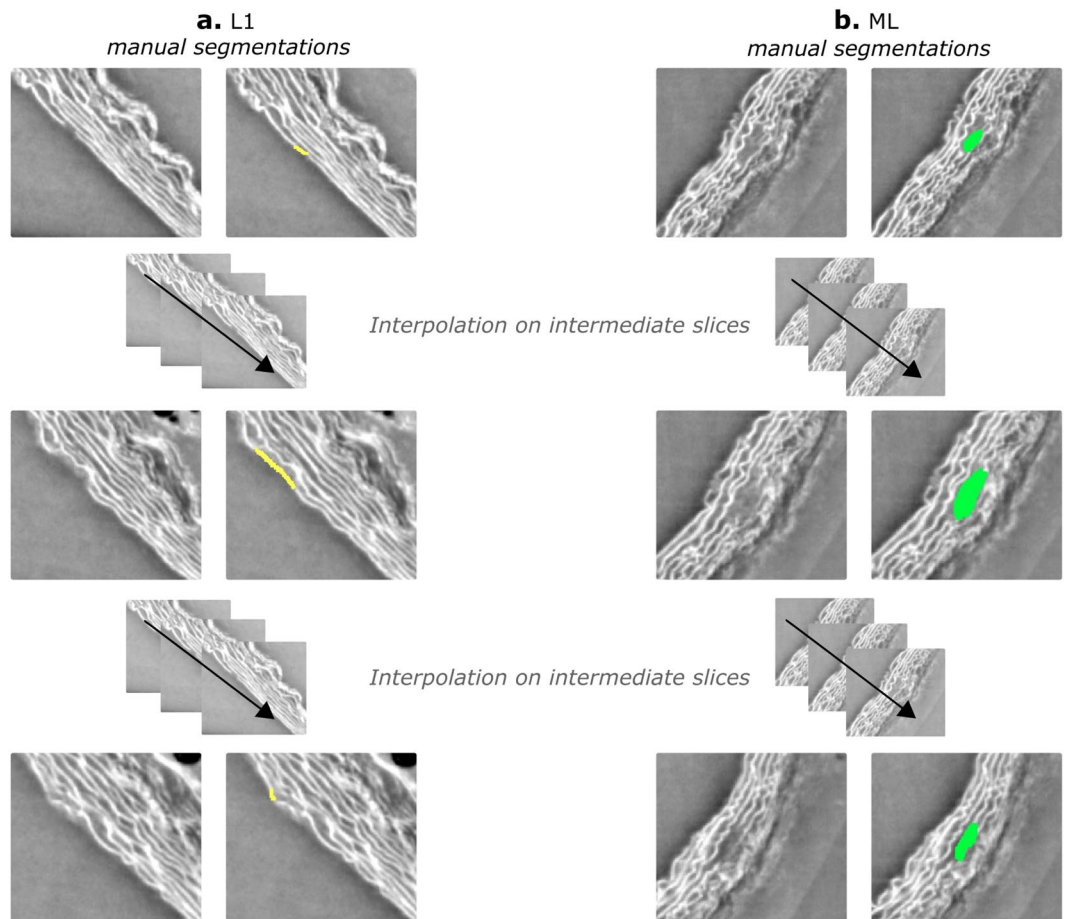 a. L1
manual segmentations
b. ML
manual segmentations
Interpolation on intermediate slices
Interpolation on intermediate slices